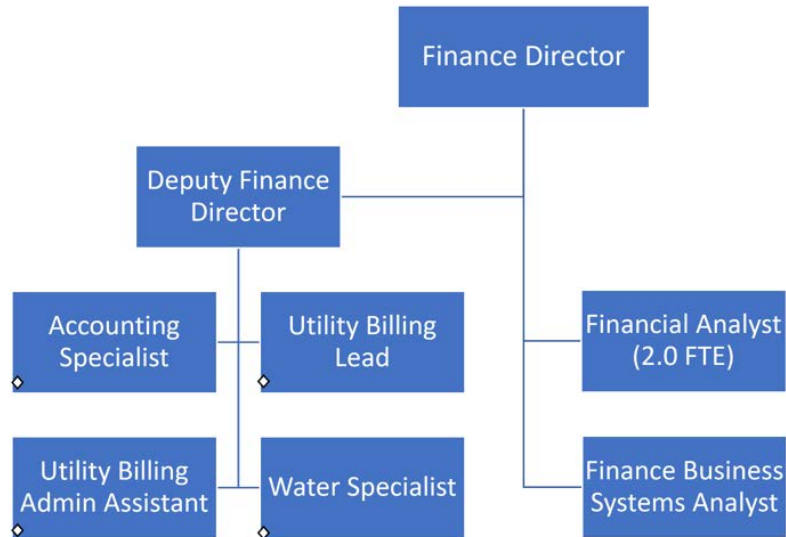 Finance Director
Deputy Finance
Director
Accounting
Specialist
Utility Billing
Lead
Financial Analyst
(2.0 FTE)
Utility Billing
Admin Assistant
Water Specialist
Finance Business
Systems Analyst